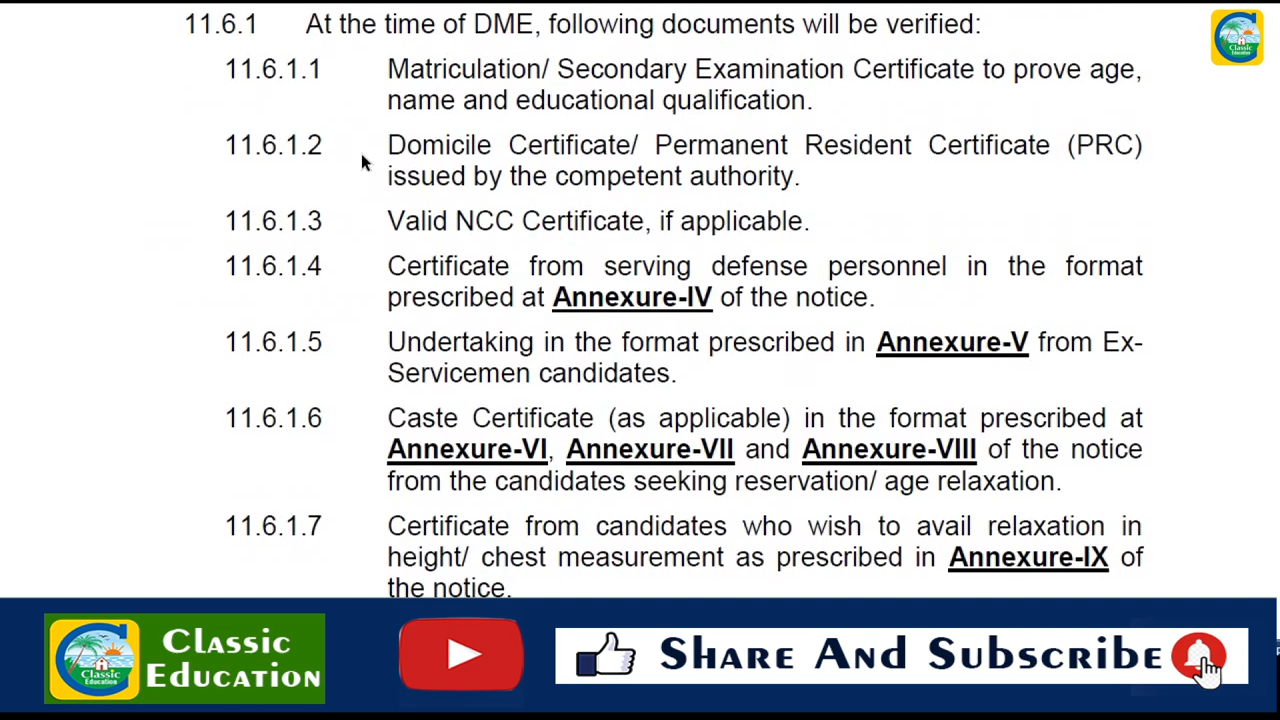 11.6.1 At the time of DME, following documents will be verified:
Classic
Education
11.6.1.1 Matriculation/ Secondary Examination Certificate to prove age,
name and educational qualification.
11.6.1.2 Domicile Certificate/ Permanent Resident Certificate (PRC)
issued by the competent authority.
11.6.1.3 Valid NCC Certificate, if applicable.
11.6.1.4 Certificate from serving defense personnel in the format
prescribed at Annexure-IV of the notice.
11.6.1.5 Undertaking in the format prescribed in Annexure-V from Ex-
Servicemen candidates.
11.6.1.6 Caste Certificate (as applicable) in the format prescribed at
Annexure-VI, Annexure-VII and Annexure-VIII of the notice
from the candidates seeking reservation/ age relaxation.
11.6.1.7 Certificate from candidates who wish to avail relaxation in
height/ chest measurement as prescribed in Annexure-IX of
the notice.
Classic
Education
Classic
Education
Share And Subscribe